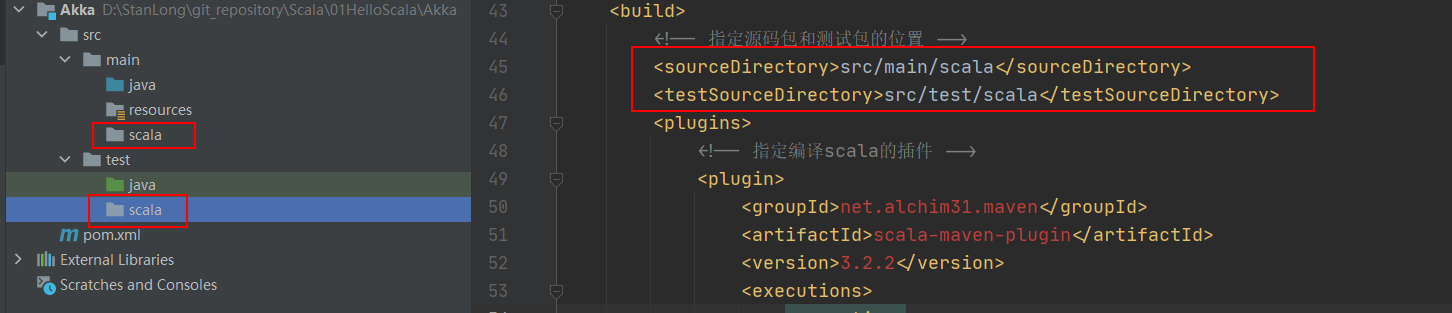 Akka D:\StanLong\git_repository\Scala\01HelloScala\Akka
src
main
java
resources
scala
test
java
scala
pom.xml
External Libraries
Scratches and Consoles
43 <build>
44 <!-- 指定源码包和测试包的位置 -->
45 <sourceDirectory>src/main/scala</sourceDirectory>
46 <testSourceDirectory>src/test/scala</testSourceDirectory>
47 <plugins>
48 <!-- 指定编译scala的插件 -->
49 <plugin>
50 <groupId>net.alchim31.maven</groupId>
51 <artifactId>scala-maven-plugin</artifactId>
52 <version>3.2.2</version>
53 <executions>